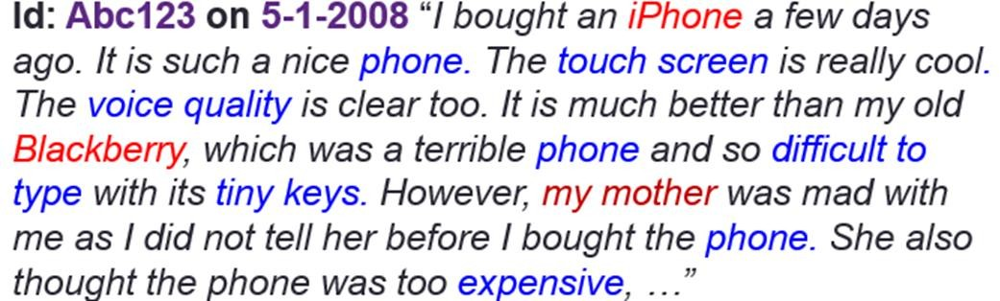 Id: Abc123 on 5-1-2008 “I bought an iPhone a few days
ago. It is such a nice phone. The touch screen is really cool.
The voice quality is clear too. It is much better than my old
Blackberry, which was a terrible phone and so difficult to
type with its tiny keys. However, my mother was mad with
me as I did not tell her before I bought the phone. She also
thought the phone was too expensive, …”